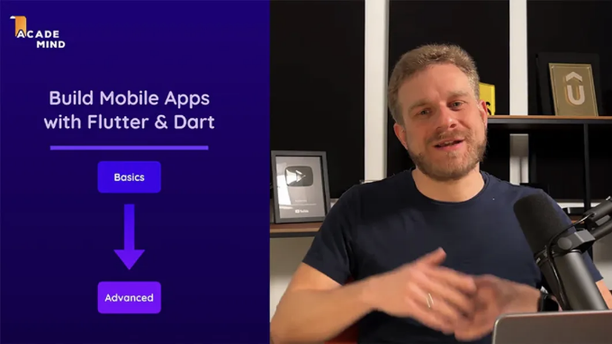 ACADE
MIND
Build Mobile Apps
with Flutter & Dart
Basics
Advanced